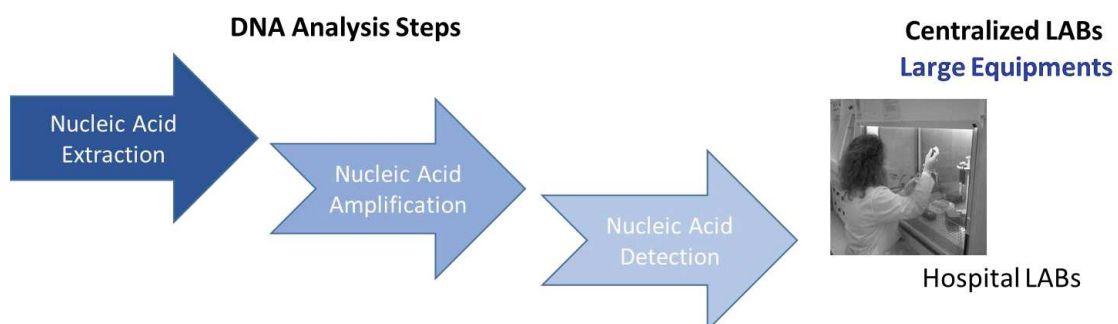 DNA Analysis Steps
Centralized LABs
Large Equipments
Nucleic Acid
Extraction
Nucleic Acid
Amplification
Nucleic Acid
Detection
Hospital LABs